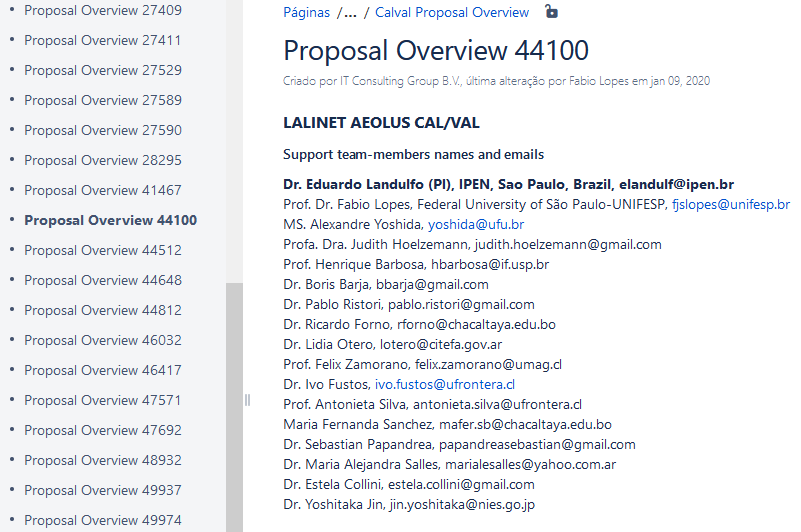 Proposal Overview 27409
Proposal Overview 27411
Proposal Overview 27529
Proposal Overview 27589
Proposal Overview 27590
Proposal Overview 28295
Proposal Overview 41467
Proposal Overview 44100
Proposal Overview 44512
Proposal Overview 44648
Proposal Overview 44812
Proposal Overview 46032
Proposal Overview 46417
Proposal Overview 47571
Proposal Overview 47692
Proposal Overview 48932
Proposal Overview 49937
Proposal Overview 49974
Páginas /... / Calval Proposal Overview
Proposal Overview 44100
Criado por IT Consulting Group B.V., última alteração por Fabio Lopes em jan 09, 2020
LALINET AEOLUS CAL/VAL
Support team-members names and emails
Dr. Eduardo Landulfo (PI), IPEN, Sao Paulo, Brazil, elandulf@ipen.br
Prof. Dr. Fabio Lopes, Federal University of São Paulo-UNIFESP, fjslopes@unifesp.br
MS. Alexandre Yoshida, yoshida@ufu.br
Profa. Dra. Judith Hoelzemann, judith.hoelzemann@gmail.com
Prof. Henrique Barbosa, hbarbosa@if.usp.br
Dr. Boris Barja, bbarja@gmail.com
Dr. Pablo Ristori, pablo.ristori@gmail.com
Dr. Ricardo Forno, rforno@chacaltaya.edu.bo
Dr. Lidia Otero, lotero@citefa.gov.ar
Prof. Felix Zamorano, felix.zamorano@umag.cl
Dr. Ivo Fustos, ivo.fustos@ufrontera.cl
Prof. Antonieta Silva, antonieta.silva@ufrontera.cl
Maria Fernanda Sanchez, mafer.sb@chacaltaya.edu.bo
Dr. Sebastian Papandrea, papandreasebastian@gmail.com
Dr. Maria Alejandra Salles, marialesalles@yahoo.com.ar
Dr. Estela Collini, estela.collini@gmail.com
Dr. Yoshitaka Jin, jin.yoshitaka@nies.go.jp